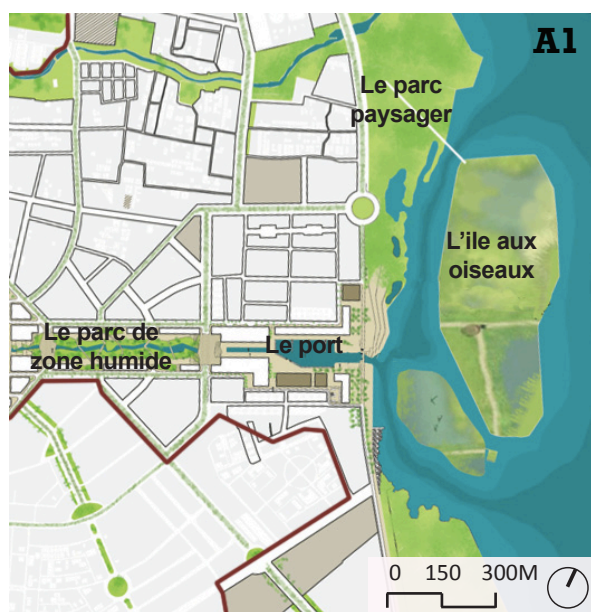 A1
Le parc
paysager
L'ile aux
oiseaux
Le parc de
zone humide
Le port
0 150 300M